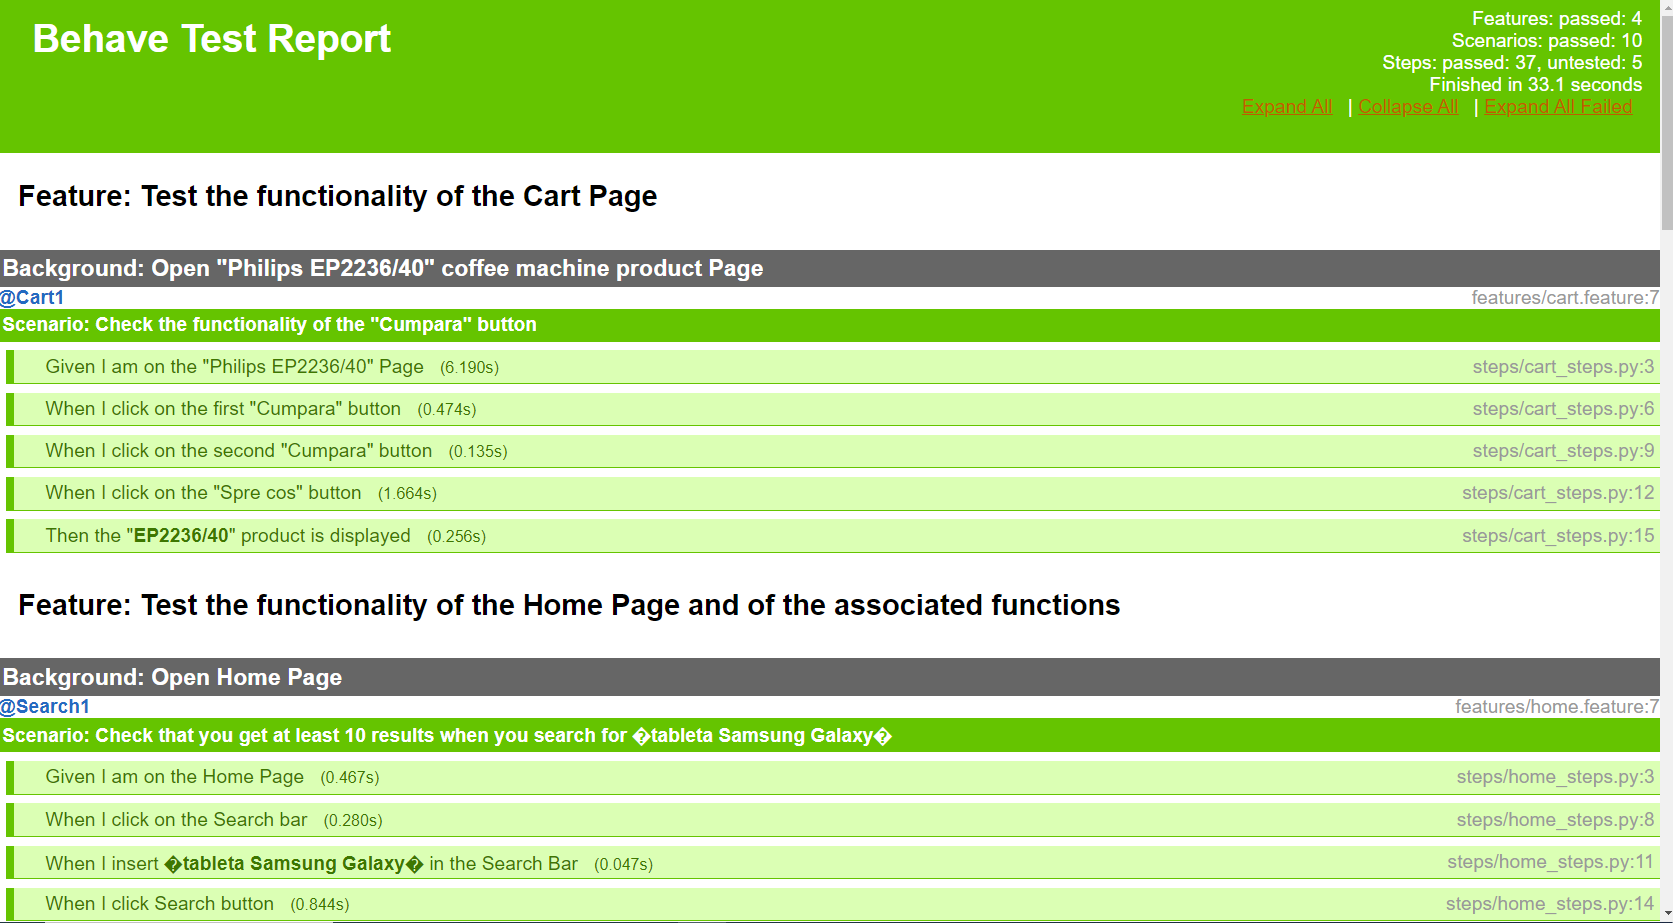 Behave Test Report
Features: passed: 4
Scenarios: passed: 10
Steps: passed: 37, untested: 5
Finished in 33.1 seconds
Expand All | Collapse All | Expand All Failed
Feature: Test the functionality of the Cart Page
Background: Open "Philips EP2236/40" coffee machine product Page
@Cart1 features/cart.feature:7
Scenario: Check the functionality of the "Cumpara" button
Given I am on the "Philips EP2236/40" Page (6.190s) steps/cart_steps.py:3
When I click on the first "Cumpara" button (0.474s) steps/cart_steps.py:6
When I click on the second "Cumpara" button (0.135s) steps/cart_steps.py:9
When I click on the "Spre cos" button (1.664s) steps/cart_steps.py:12
Then the "EP2236/40" product is displayed (0.256s) steps/cart_steps.py:15
Feature: Test the functionality of the Home Page and of the associated functions
Background: Open Home Page
@Search1 features/home.feature:7
Scenario: Check that you get at least 10 results when you search for �tableta Samsung Galaxy�
Given I am on the Home Page (0.467s) steps/home_steps.py:3
When I click on the Search bar (0.280s) steps/home_steps.py:8
When I insert �tableta Samsung Galaxy� in the Search Bar (0.047s) steps/home_steps.py:11
When I click Search button (0.844s) steps/home_steps.py:14